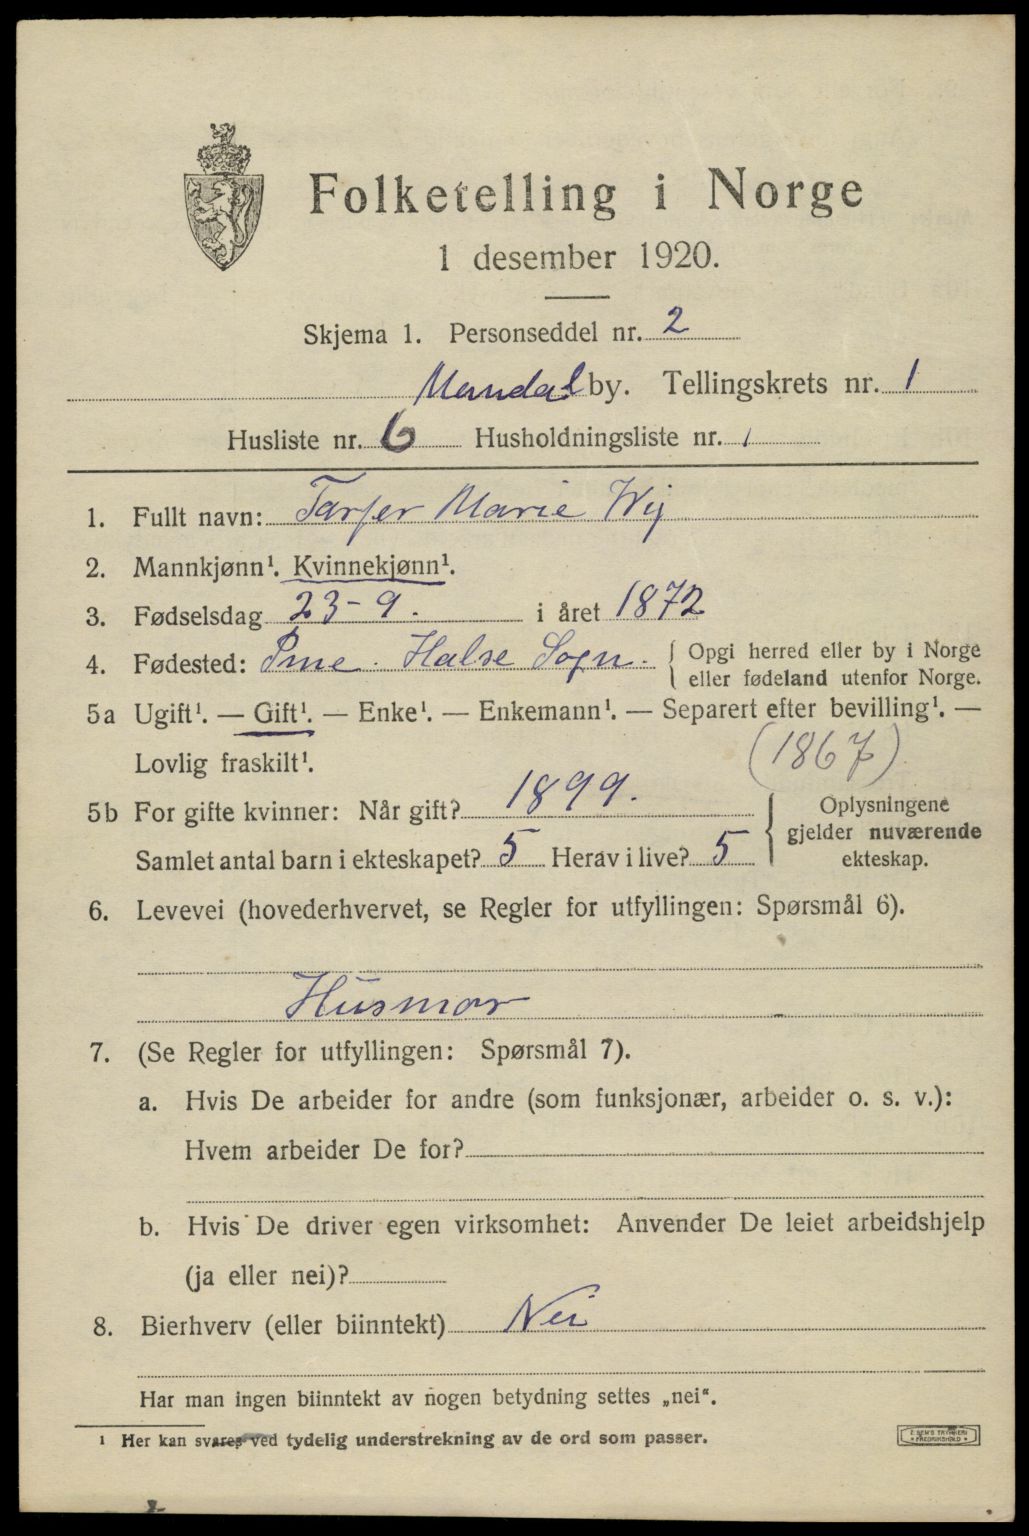 Folketelling i Norge
1 desember 1920.
Skjema 1. Personseddel nr. 2
Mandal by. Tellingskrets nr. 1
Husliste nr. 6 Husholdningsliste nr. 1
1. Fullt navn: Marie Wij
2. Mannkjønn¹. Kvinnekjønn¹.
3. Fødselsdag 23-9. i året 1872
4. Fødested: Ime. Halse Sogn. { Opgi herred eller by i Norge
eller fødeland utenfor Norge.
5a Ugift¹. — Gift¹. — Enke¹. — Enkemann¹. — Separert efter bevilling¹. —
Lovlig fraskilt¹. (1867)
5b For gifte kvinner: Når gift? 1899. } Oplysningene
gjelder nuværende
Samlet antal barn i ekteskapet? 5 Herav i live? 5 ekteskap.
6. Levevei (hovederhvervet, se Regler for utfyllingen: Spørsmål 6).
Husmor
7. (Se Regler for utfyllingen: Spørsmål 7).
a. Hvis De arbeider for andre (som funksjonær, arbeider o. s. v.):
Hvem arbeider De for?
b. Hvis De driver egen virksomhet: Anvender De leiet arbeidshjelp
(ja eller nei)?
8. Bierhverv (eller biinntekt) Nei
Har man ingen biinntekt av nogen betydning settes „nei“.
¹ Her kan svares ved tydelig understrekning av de ord som passer.
E SEM'S TRYKKERI
FREDRIKSHALD